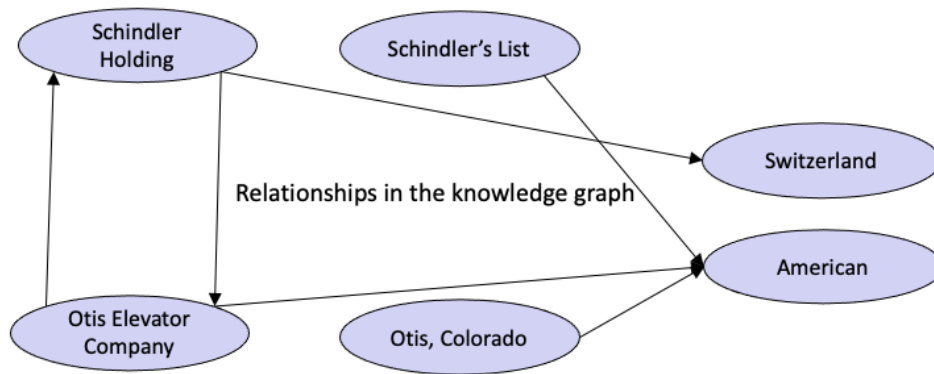 Schindler
Holding
Schindler’s List
Switzerland
Relationships in the knowledge graph
American
Otis Elevator
Company
Otis, Colorado